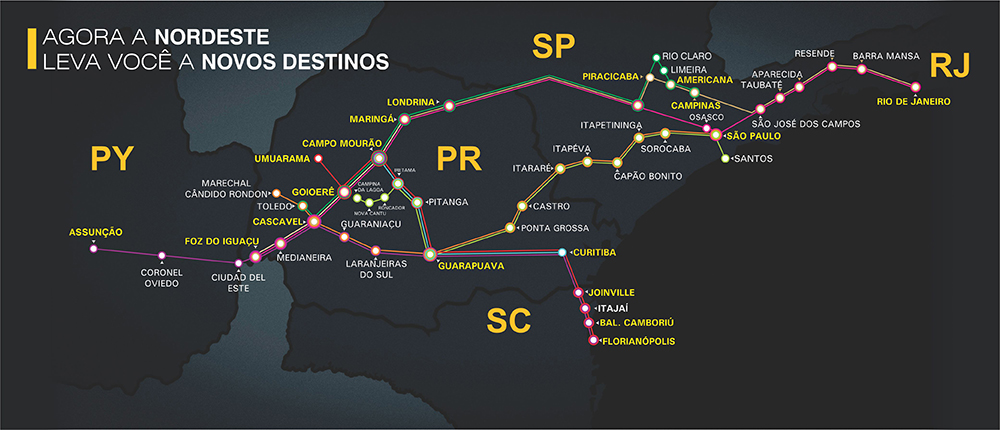 AGORA A NORDESTE
LEVA VOCÊ A NOVOS DESTINOS
SP
RJ
PY
PR
SC
RIO CLARO
LIMEIRA
PIRACICABA
AMERICANA
CAMPINAS
OSASCO
RESENDE
BARRA MANSA
APARECIDA
TAUBATÉ
RIO DE JANEIRO
SÃO JOSÉ DOS CAMPOS
SÃO PAULO
SANTOS
LONDRINA
MARINGÁ
CAMPO MOURÃO
UMUARAMA
ITAPETININGA
SOROCABA
ITAPÉVA
CAPÃO BONITO
ITARARÉ
CASTRO
PONTA GROSSA
MARECHAL
CÂNDIDO RONDON
TOLEDO
GOIOERÊ
CAMPINA
DA LAGOA
NOVA CANTU
RONCADOR
PITANGA
CASCAVEL
GUARANIAÇU
LARANJEIRAS
DO SUL
GUARAPUAVA
CURITIBA
ASSUNÇÃO
CORONEL
OVIEDO
CIUDAD DEL
ESTE
FOZ DO IGUAÇU
MEDIANEIRA
JOINVILLE
ITAJAÍ
BAL. CAMBORIÚ
FLORIANÓPOLIS